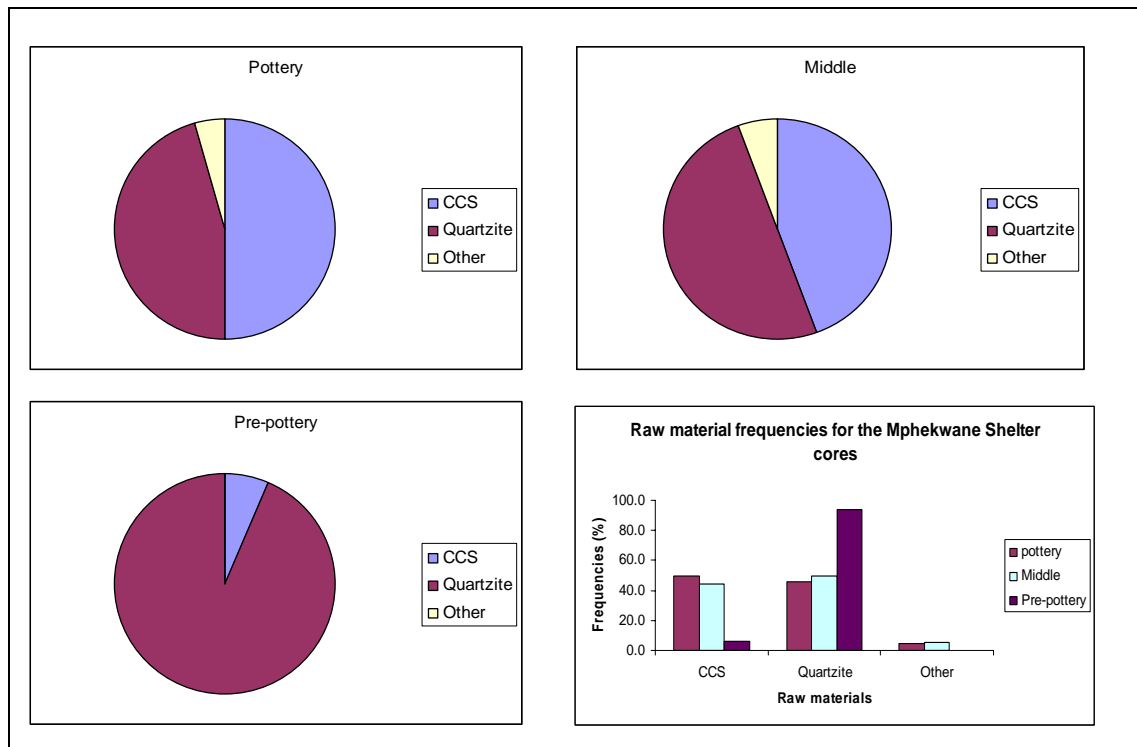 Pottery
CCS
Quartzite
Other
Middle
CCS
Quartzite
Other
Pre-pottery
CCS
Quartzite
Other
Raw material frequencies for the Mphekwane Shelter
cores
Frequencies (%)
100.0
80.0
60.0
40.0
20.0
0.0
CCS Quartzite Other
Raw materials
pottery
Middle
Pre-pottery